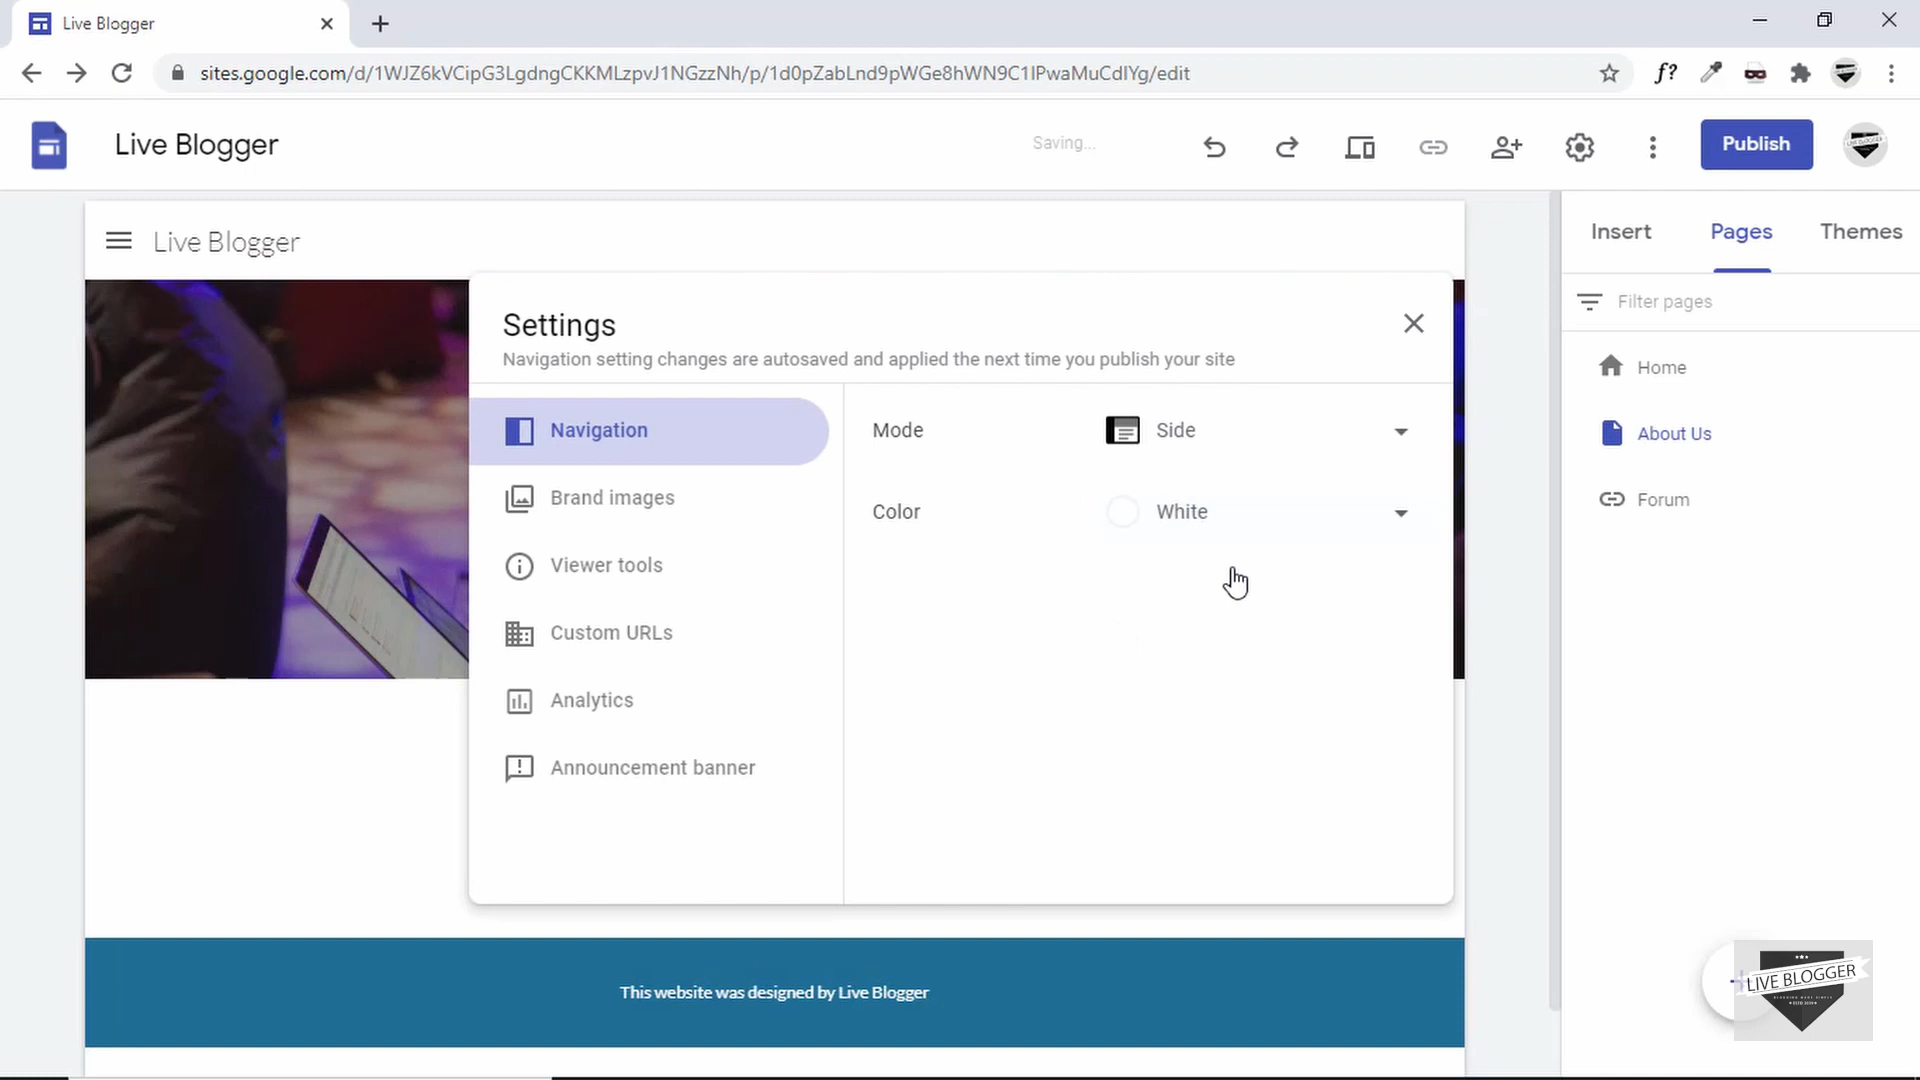 Live Blogger
sites.google.com/d/1WJZ6kVCipG3LgdngCKKMLzpvJ1NGzzNh/p/1d0pZabLnd9pWGe8hWN9C1lPwaMuCdlYg/edit
f?
Live Blogger
Saving...
Publish
Live Blogger
Insert
Pages
Themes
Filter pages
Home
About Us
Forum
Settings
Navigation setting changes are autosaved and applied the next time you publish your site
Navigation
Brand images
Viewer tools
Custom URLs
Analytics
Announcement banner
Mode
Side
Color
White
This website was designed by Live Blogger
LIVE BLOGGER